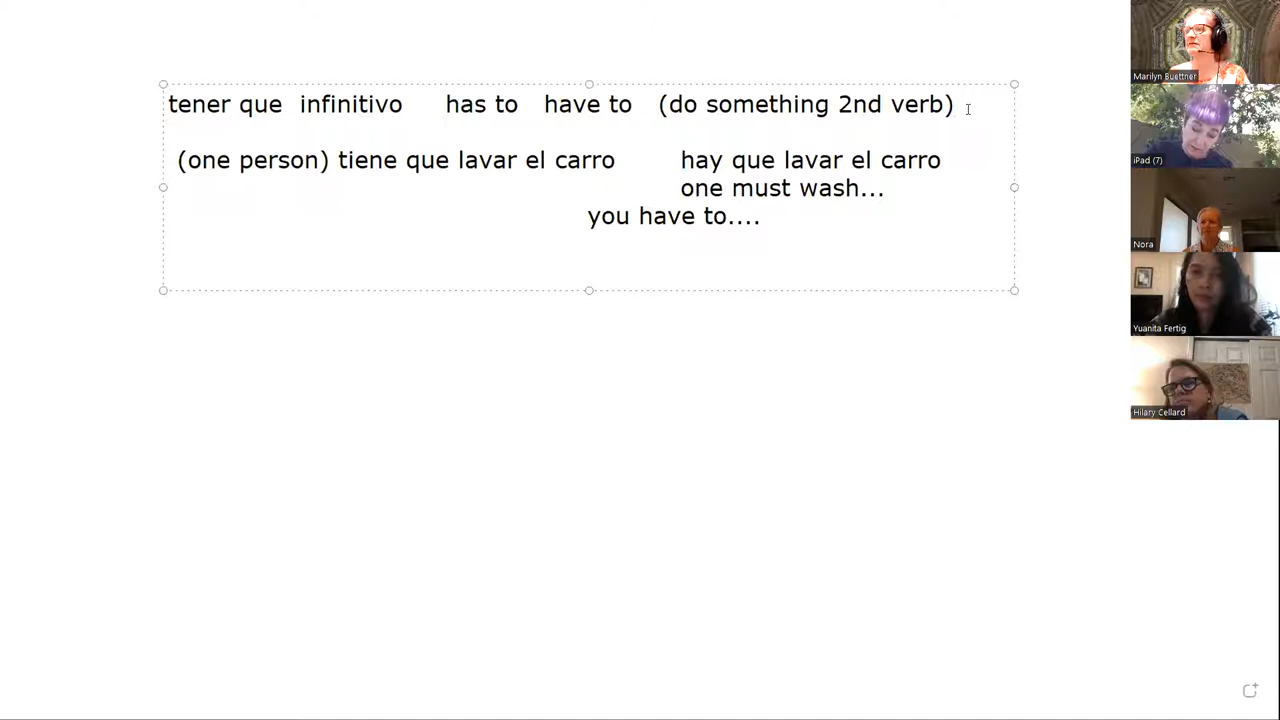 tener que infinitivo has to have to (do something 2nd verb)
(one person) tiene que lavar el carro hay que lavar el carro
one must wash...
you have to....
Marilyn Buettner
iPad (7)
Nora
Yuanita Fertig
Hilary Cellard